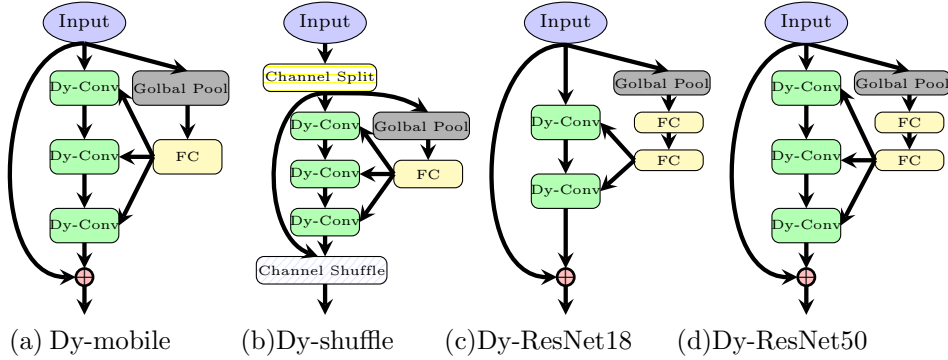 Input
Dy-Conv
Golbal Pool
Dy-Conv
FC
Dy-Conv
(a) Dy-mobile
Input
Channel Split
Dy-Conv
Golbal Pool
Dy-Conv
FC
Dy-Conv
Channel Shuffle
(b)Dy-shuffle
Input
Golbal Pool
Dy-Conv
FC
FC
Dy-Conv
(c)Dy-ResNet18
Input
Dy-Conv
Golbal Pool
FC
Dy-Conv
FC
Dy-Conv
(d)Dy-ResNet50